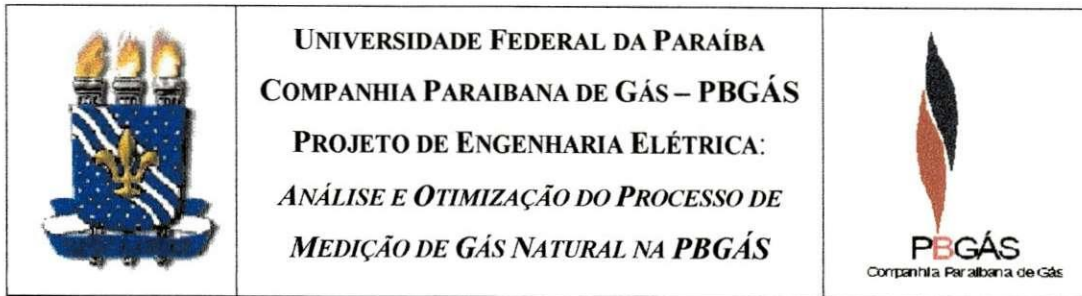 UNIVERSIDADE FEDERAL DA PARAÍBA
COMPANHIA PARAIBANA DE GÁS – PBGÁS
PROJETO DE ENGENHARIA ELÉTRICA:
ANÁLISE E OTIMIZAÇÃO DO PROCESSO DE
MEDIÇÃO DE GÁS NATURAL NA PBGÁS
PBGÁS
Companhia Paraibana de Gás